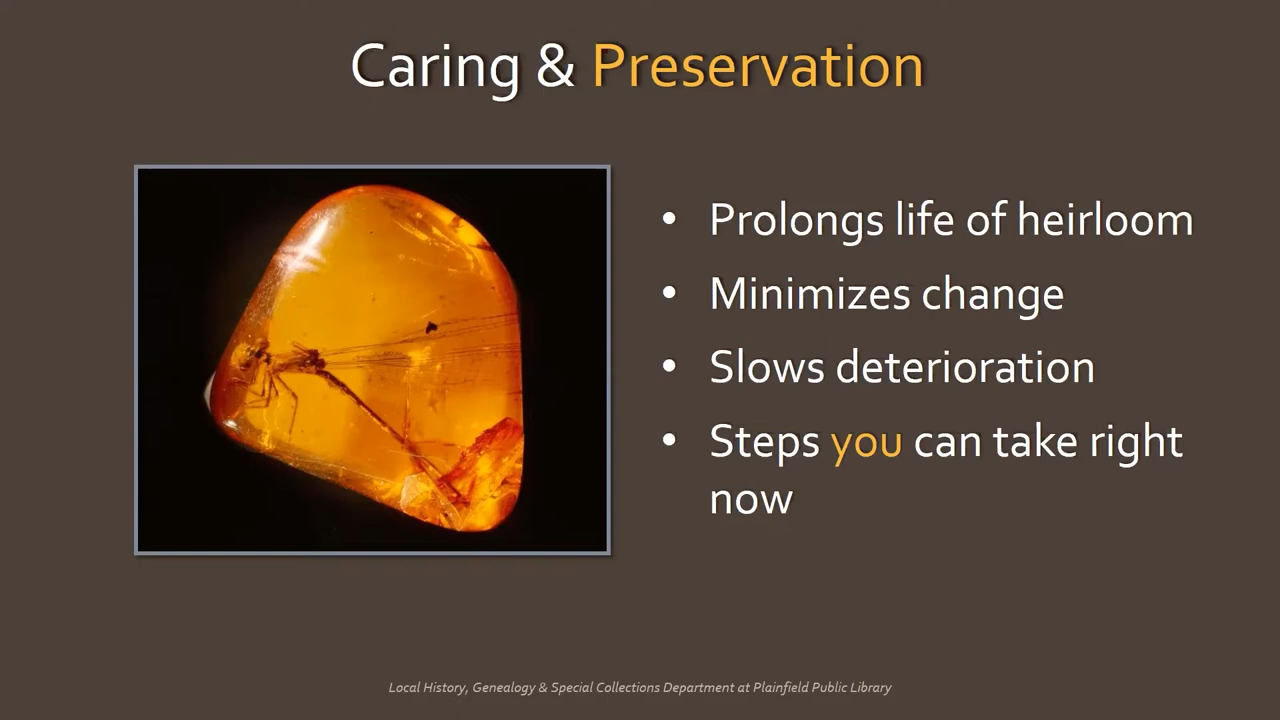 Caring & Preservation
• Prolongs life of heirloom
• Minimizes change
• Slows deterioration
• Steps you can take right
now
Local History, Genealogy & Special Collections Department at Plainfield Public Library